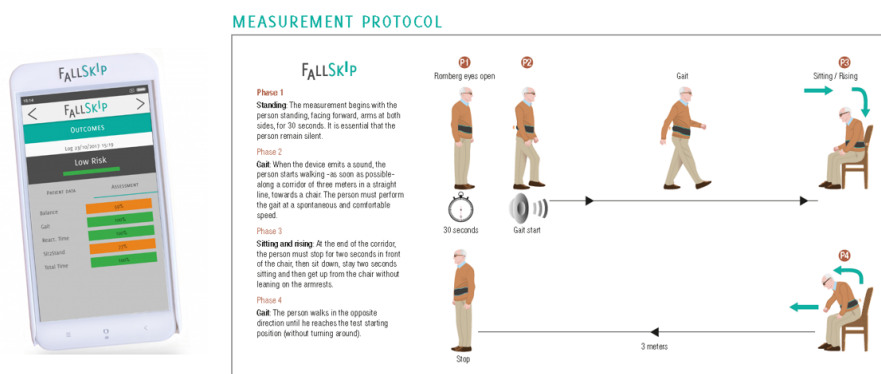 MEASUREMENT PROTOCOL
FALLSKIP
18:14
FALLSKIP
OUTCOMES
Low Risk
PATIENT DATA
ASSESSMENT
Balance
Gait
React. Time
Sit/Stand
Total Time
FALLSKIP
Phase 1
Standing: The measurement begins with the
person standing, facing forward, arms at both
sides, for 30 seconds. It is essential that the
person remain silent.
Phase 2
Gait: When the device emits a sound, the
person starts walking -as soon as possible-
along a corridor of three meters in a straight
line, towards a chair. The person must perform
the gait at a spontaneous and comfortable
speed.
Phase 3
Sitting and rising: At the end of the corridor,
the person must stop for two seconds in front
of the chair, then sit down, stay two seconds
sitting and then get up from the chair without
leaning on the armrests.
Phase 4
Gait: The person walks in the opposite
direction until he reaches the test starting
position (without turning around).
P1
Romberg eyes open
P2
Gait
P3
Sitting / Rising
30 seconds
Gait start
P4
3 meters
Stop